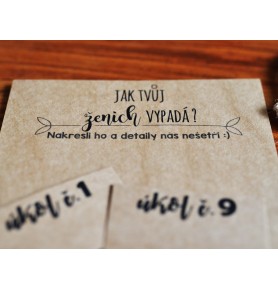 JAK TVŮJ
ženich VYPADÁ?
Nakresli ho a detaily nás nešetři :)
úkol č.1
úkol č.9